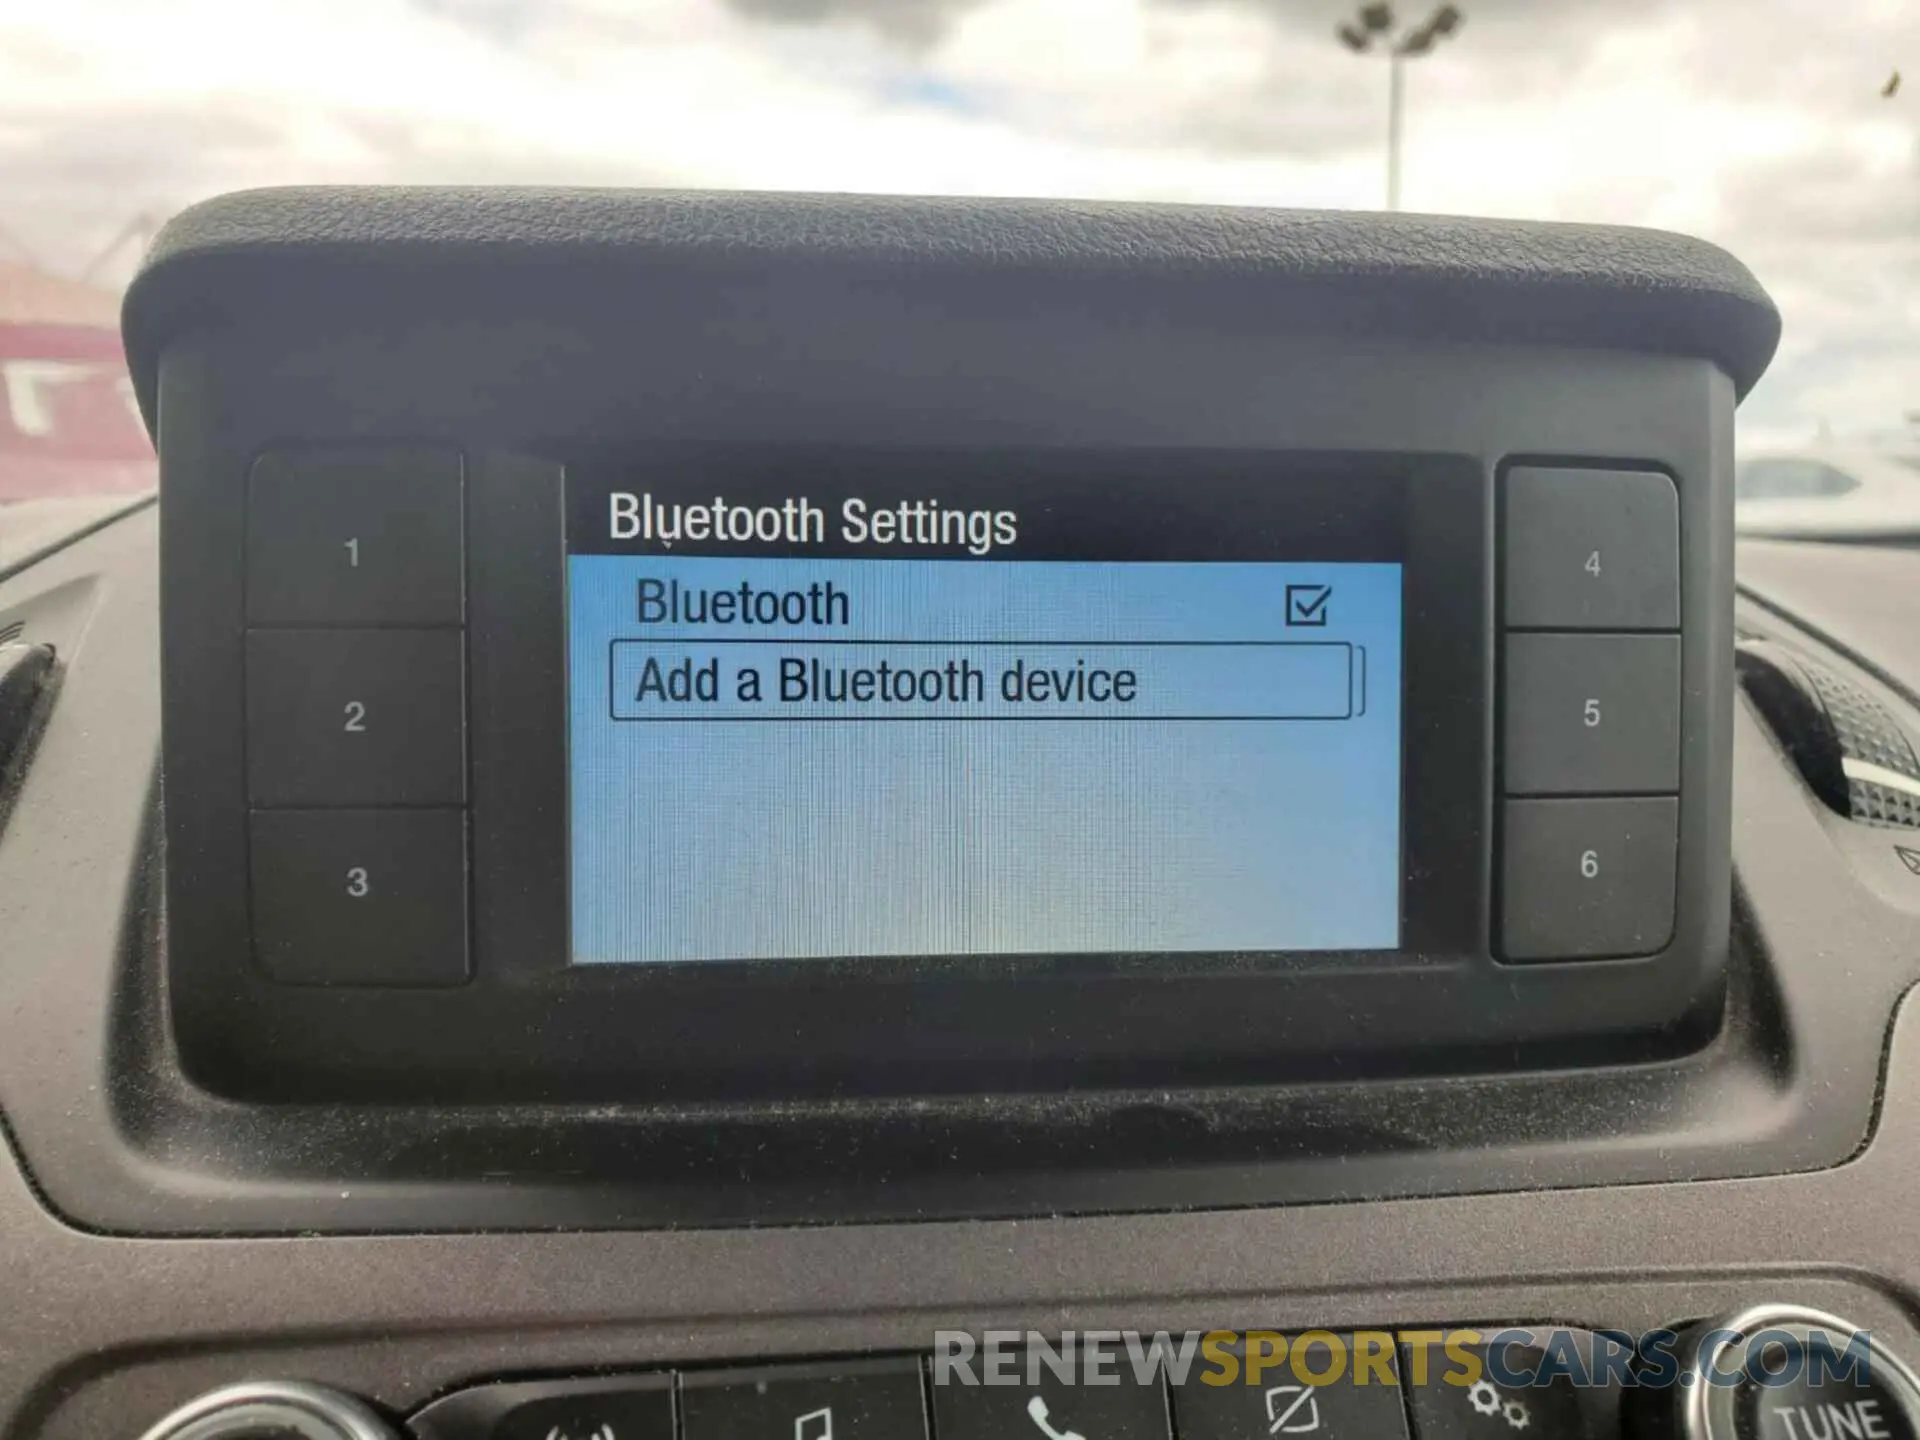 Bluetooth Settings
Bluetooth
Add a Bluetooth device
1
2
3
4
5
6
RENEWSPORTSCARS.COM
TUNE